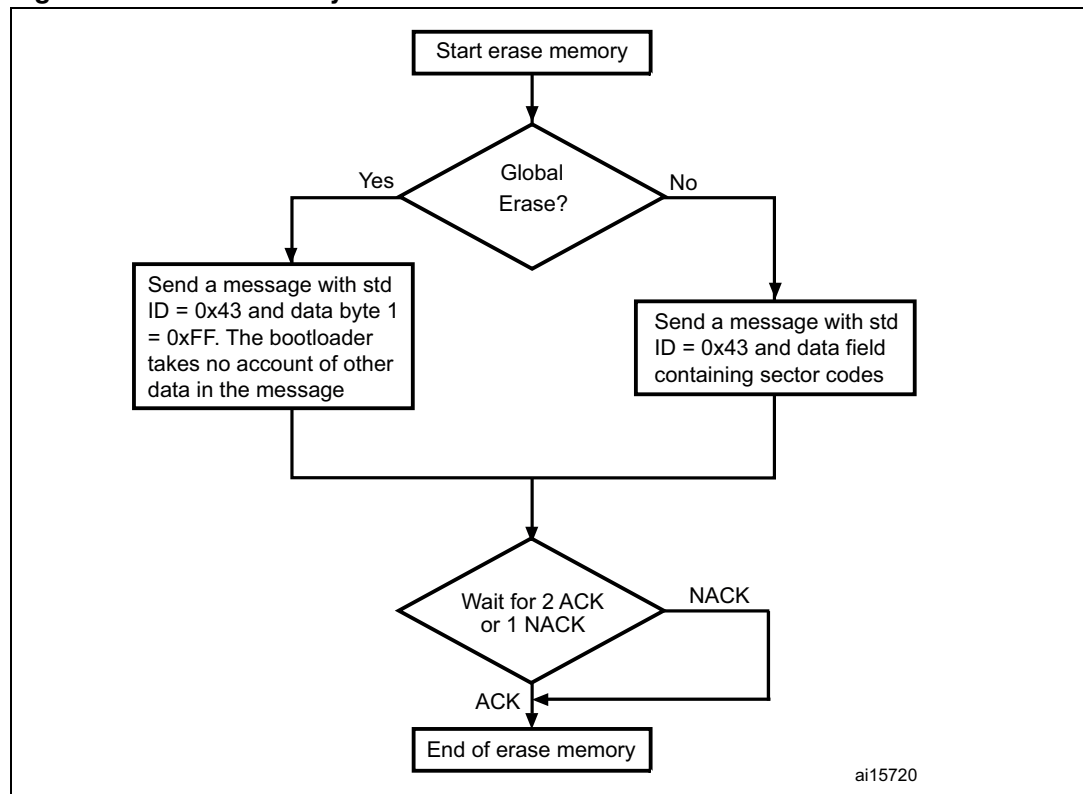 Start erase memory
Global
Erase?
Yes
No
Send a message with std
ID = 0x43 and data byte 1
= 0xFF. The bootloader
takes no account of other
data in the message
Send a message with std
ID = 0x43 and data field
containing sector codes
Wait for 2 ACK
or 1 NACK
NACK
ACK
End of erase memory
ai15720